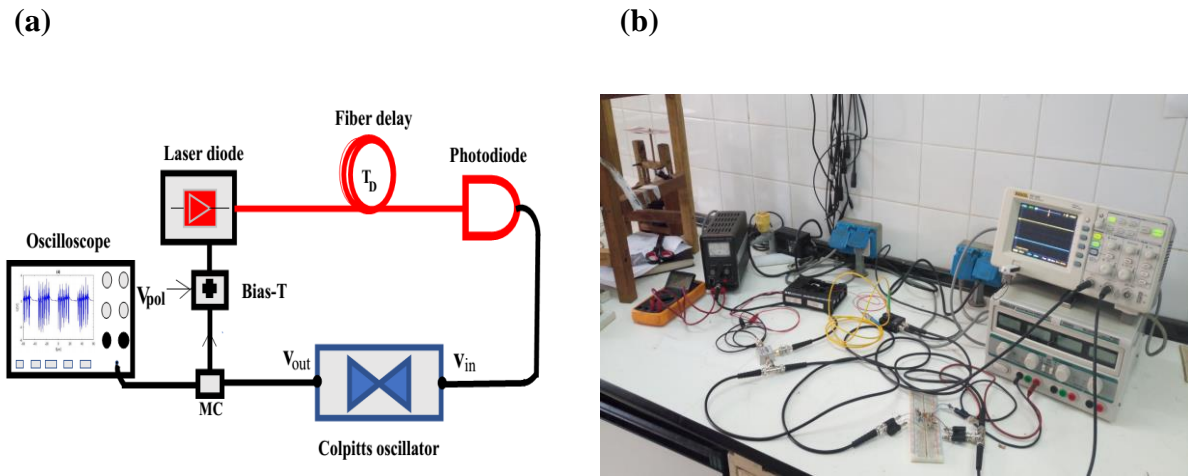 (a)
(b)
Fiber delay
T_D
Laser diode
Photodiode
Oscilloscope
V_pol
Bias-T
V_out
V_in
MC
Colpitts oscillator